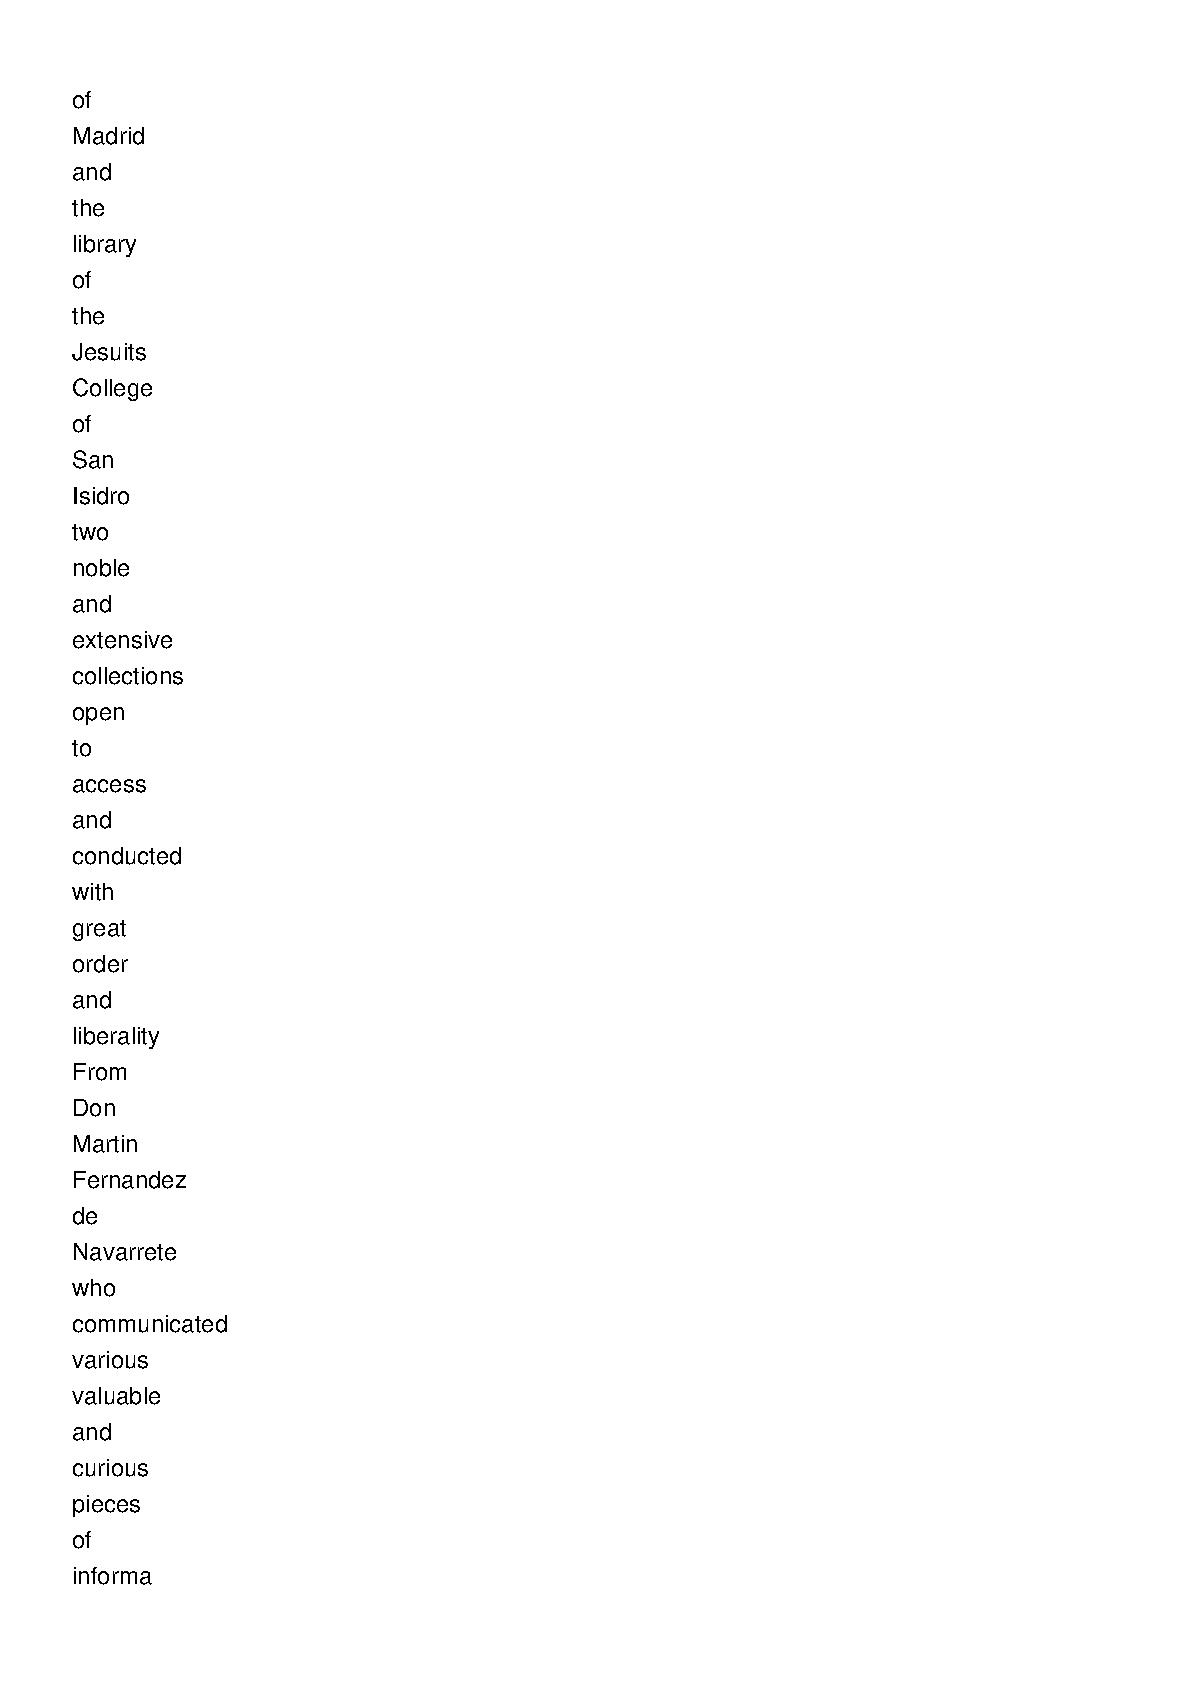 of
Madrid
and
the
library
of
the
Jesuits
College
of
San
Isidro
two
noble
and
extensive
collections
open
to
access
and
conducted
with
great
order
and
liberality
From
Don
Martin
Fernandez
de
Navarrete
who
communicated
various
valuable
and
curious
pieces
of
informa